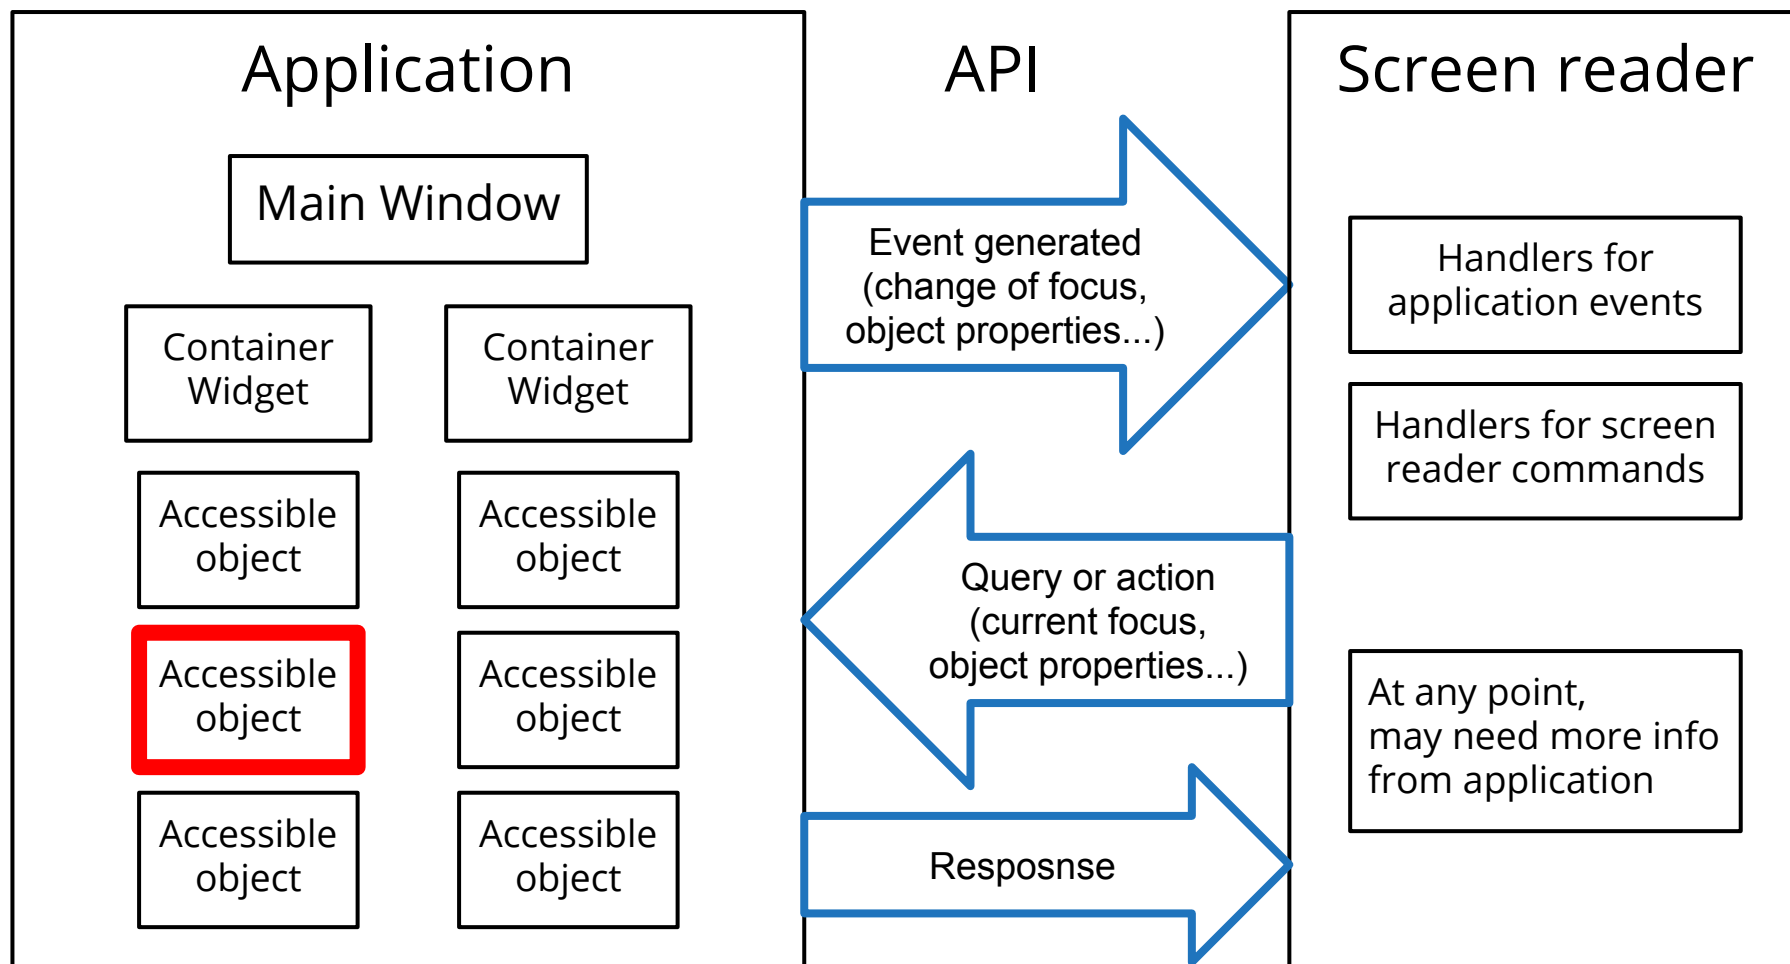 Application
Main Window
Container
Widget
Container
Widget
Accessible
object
Accessible
object
Accessible
object
Accessible
object
Accessible
object
Accessible
object
API
Event generated
(change of focus,
object properties...)
Query or action
(current focus,
object properties...)
Resposnse
Screen reader
Handlers for
application events
Handlers for screen
reader commands
At any point,
may need more info
from application